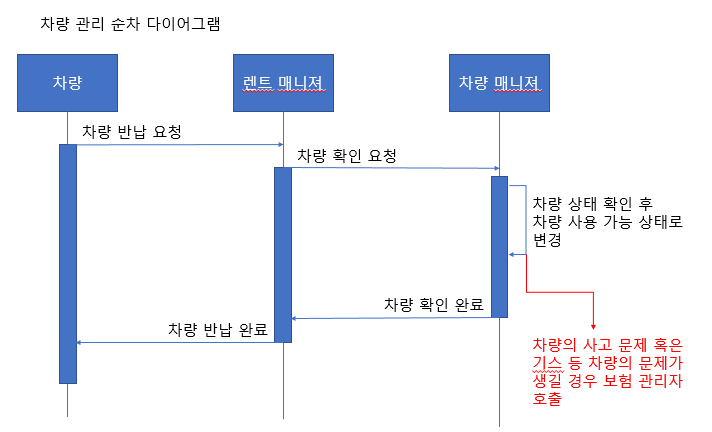 차량 관리 순차 다이어그램
차량
렌트 매니져
차량 매니져
차량 반납 요청
차량 확인 요청
차량 상태 확인 후
차량 사용 가능 상태로
변경
차량 확인 완료
차량 반납 완료
차량의 사고 문제 혹은
기스 등 차량의 문제가
생길 경우 보험 관리자
호출